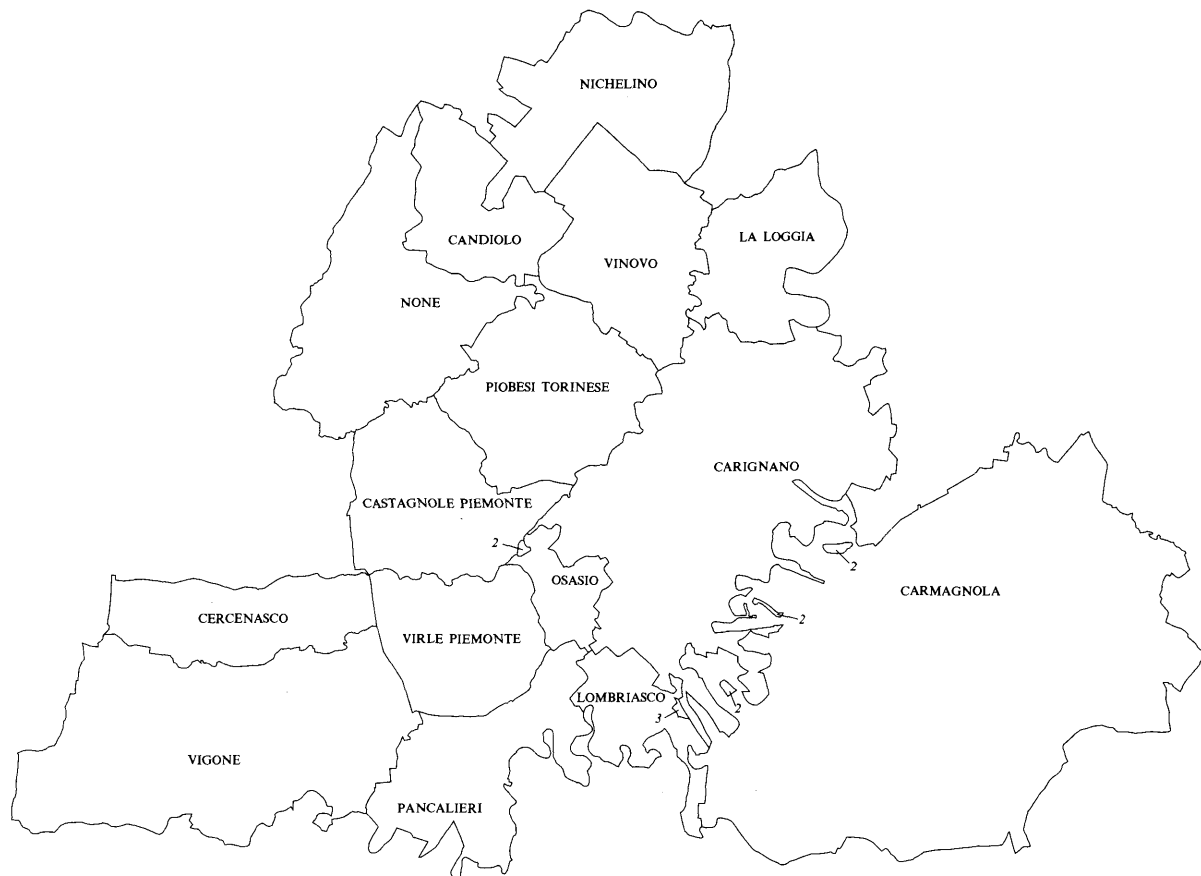 NICHELINO
CANDIOLO
LA LOGGIA
VINOVO
NONE
PIOBESI TORINESE
CARIGNANO
CASTAGNOLE PIEMONTE
2
2
OSASIO
CARMAGNOLA
CERCENASCO
2
VIRLE PIEMONTE
LOMBRIASCO
2
3
VIGONE
PANCALIERI